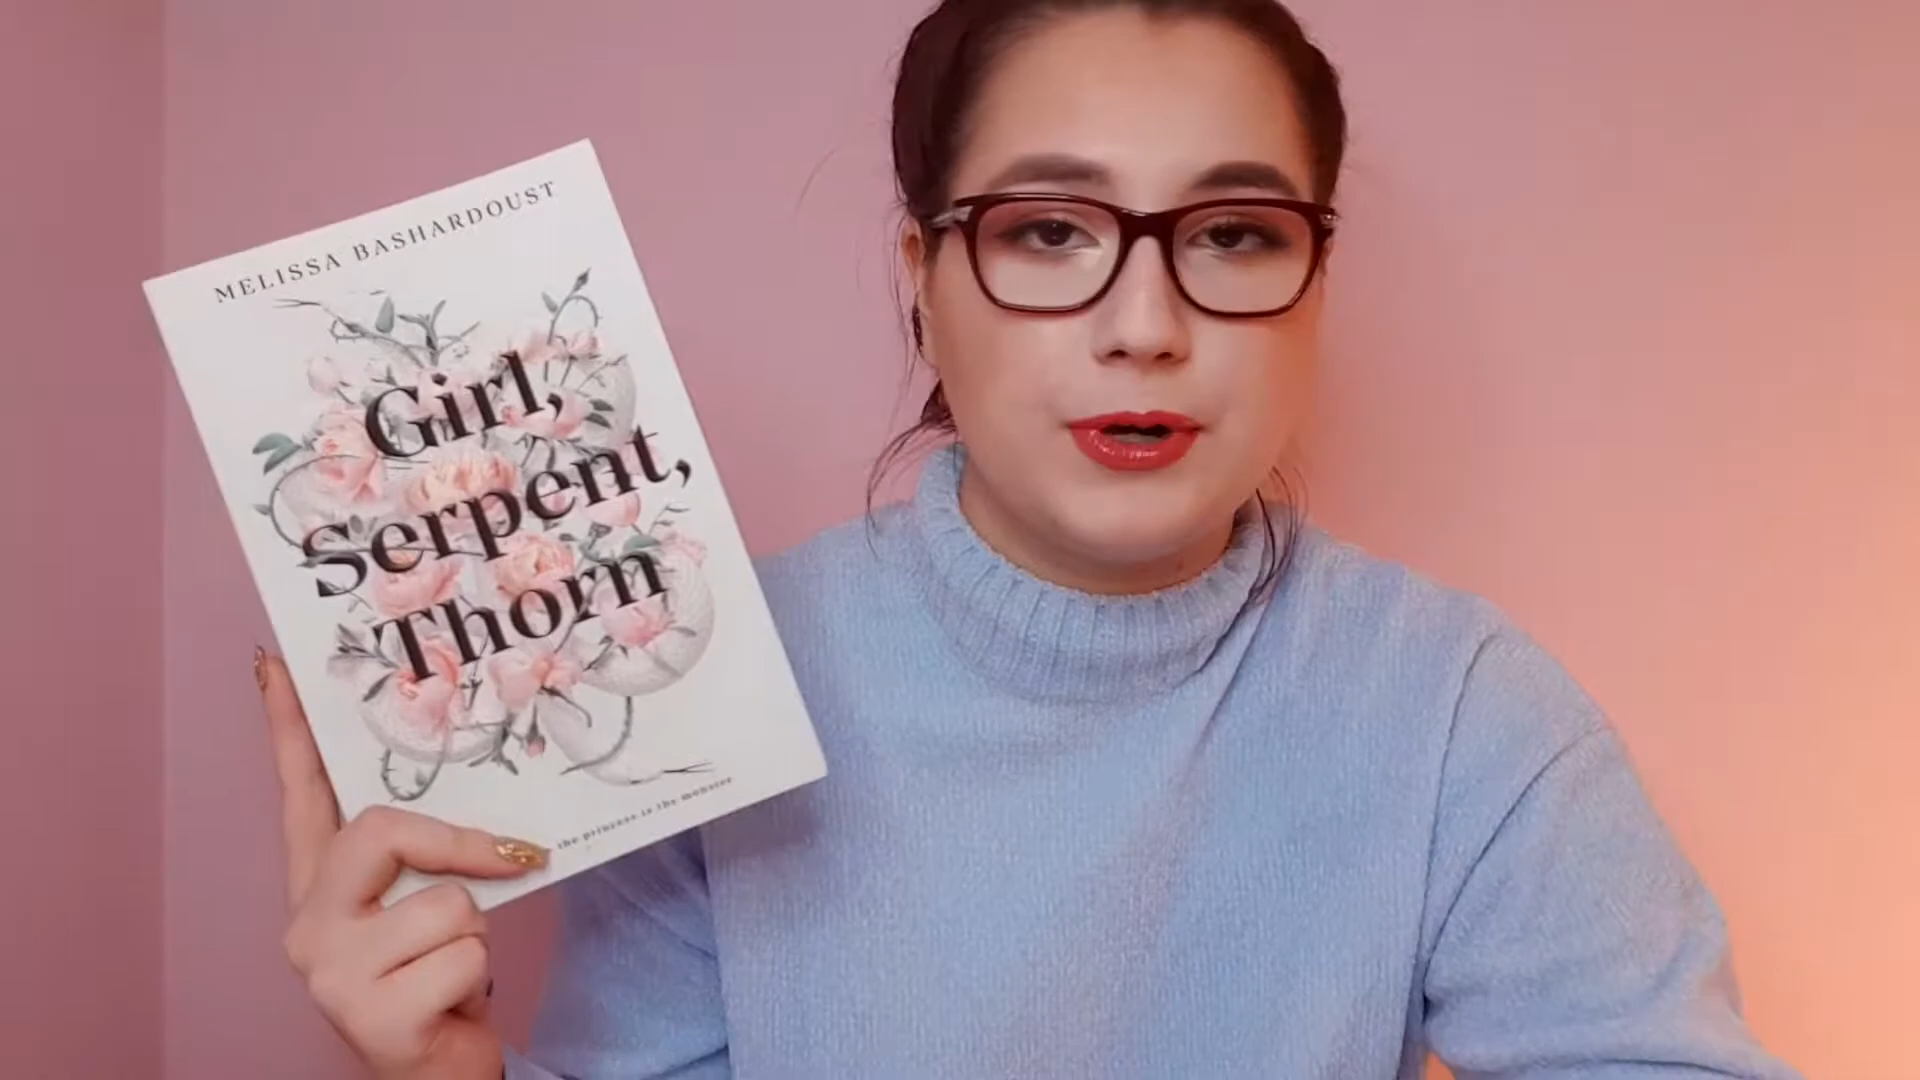 MELISSA BASHARDOUST
Girl,
Serpent,
Thorn
the princess is the monster